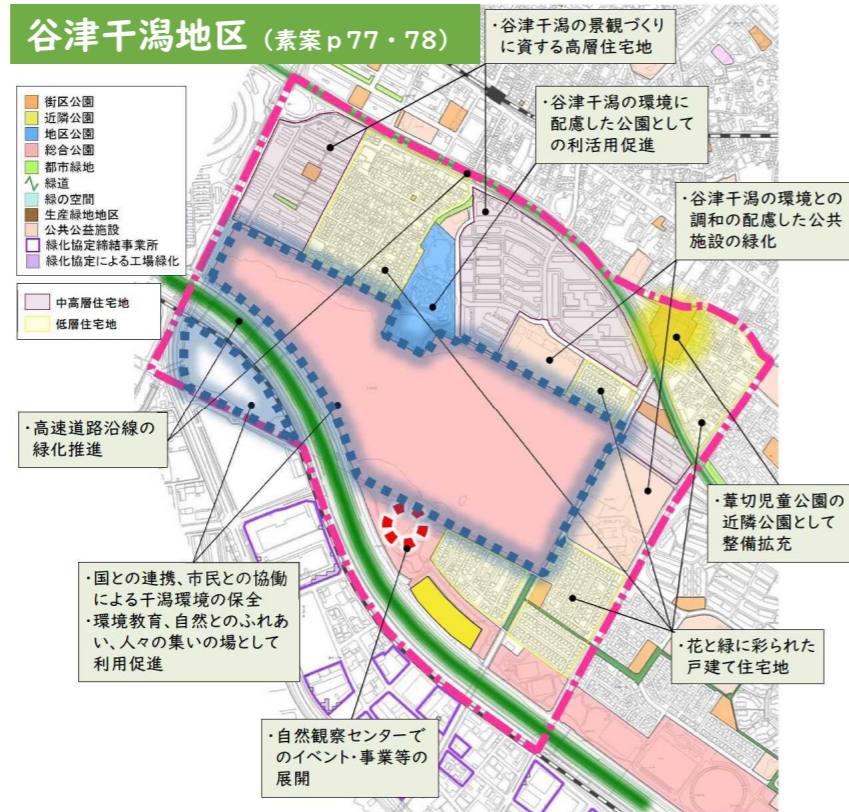 谷津干潟地区 (素案p77・78)
街区公園
近隣公園
地区公園
総合公園
都市緑地
緑道
緑の空間
生産緑地地区
公共公益施設
緑化協定締結事業所
緑化協定による工場緑化
中高層住宅地
低層住宅地
・谷津干潟の景観づくり
に資する高層住宅地
・谷津干潟の環境に
配慮した公園として
の利活用促進
・谷津干潟の環境との
調和の配慮した公共
施設の緑化
・高速道路沿線の
緑化推進
・葦切児童公園の
近隣公園として
整備拡充
・国との連携、市民との協働
による干潟環境の保全
・環境教育、自然とのふれあ
い、人々の集いの場として
利用促進
・花と緑に彩られた
戸建て住宅地
・自然観察センターで
のイベント・事業等の
展開